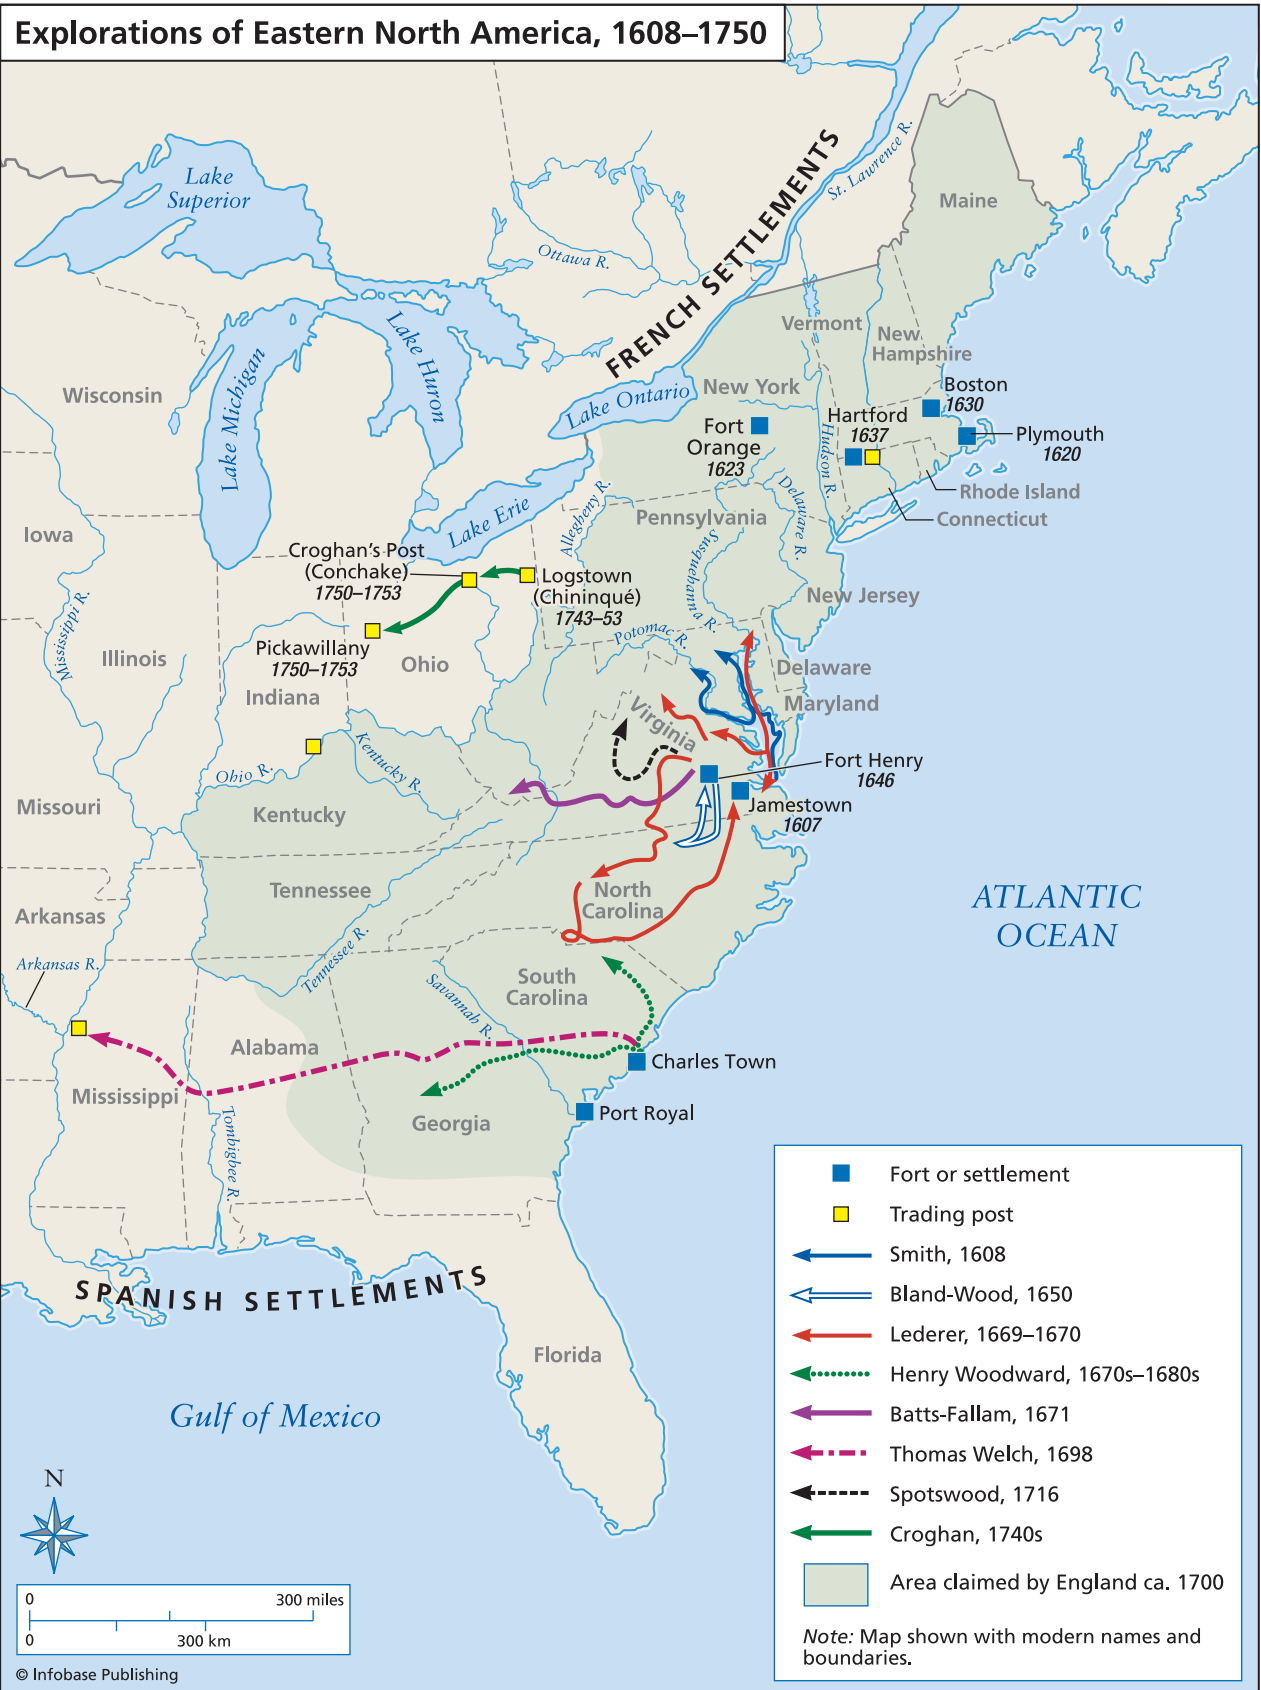 Explorations of Eastern North America, 1608–1750
Lake
Superior
St. Lawrence R.
Maine
Ottawa R.
FRENCH SETTLEMENTS
Lake Huron
Lake Michigan
Wisconsin
Vermont
New
Hampshire
Lake Ontario
New York
Boston
1630
Hartford
1637
Fort
Orange
1623
Plymouth
1620
Hudson R.
Rhode Island
Connecticut
Lake Erie
Allegheny R.
Pennsylvania
Delaware R.
Susquehanna R.
Iowa
Croghan's Post
(Conchake)
1750–1753
Logstown
(Chininqué)
1743–53
New Jersey
Mississippi R.
Potomac R.
Pickawillany
1750–1753
Illinois
Ohio
Indiana
Delaware
Maryland
Virginia
Kentucky R.
Ohio R.
Fort Henry
1646
Missouri
Kentucky
Jamestown
1607
Tennessee
North
Carolina
Arkansas
ATLANTIC
OCEAN
Arkansas R.
Tennessee R.
Savannah R.
South
Carolina
Alabama
Charles Town
Mississippi
Port Royal
Georgia
Tombigbee R.
SPANISH SETTLEMENTS
Florida
Gulf of Mexico
Fort or settlement
Trading post
Smith, 1608
Bland-Wood, 1650
Lederer, 1669–1670
Henry Woodward, 1670s–1680s
Batts-Fallam, 1671
Thomas Welch, 1698
Spotswood, 1716
Croghan, 1740s
Area claimed by England ca. 1700
Note: Map shown with modern names and
boundaries.
N
0 300 miles
0 300 km
© Infobase Publishing